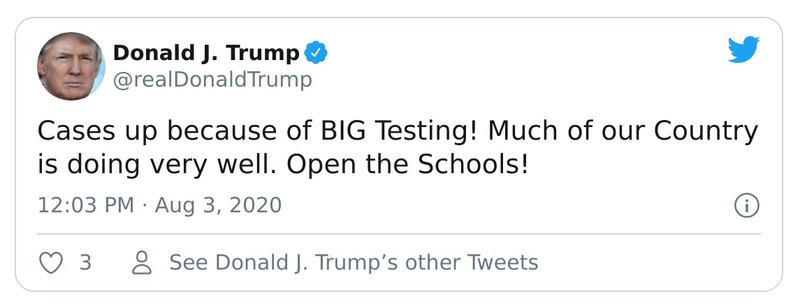 Donald J. Trump
@realDonaldTrump
Cases up because of BIG Testing! Much of our Country
is doing very well. Open the Schools!
12:03 PM · Aug 3, 2020
3
See Donald J. Trump’s other Tweets